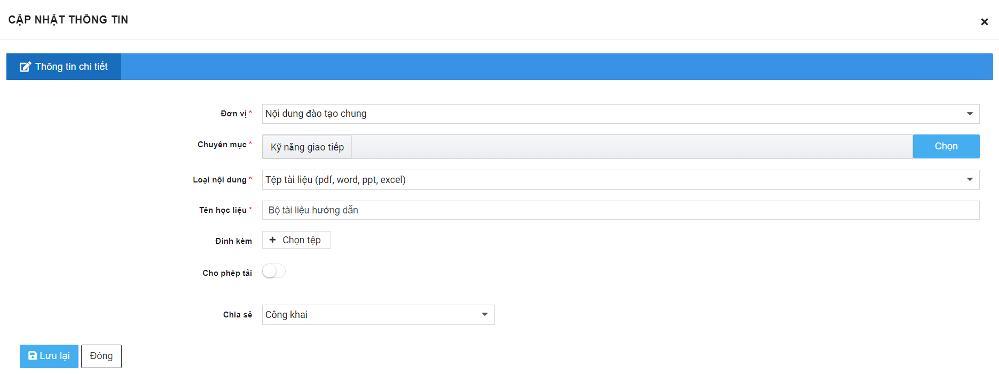 CẬP NHẬT THÔNG TIN
Thông tin chi tiết
Đơn vị * Nội dung đào tạo chung
Chuyên mục * Kỹ năng giao tiếp Chọn
Loại nội dung * Tệp tài liệu (pdf, word, ppt, excel)
Tên học liệu * Bộ tài liệu hướng dẫn
Đính kèm + Chọn tệp
Cho phép tải
Chia sẻ Công khai
Lưu lại Đóng